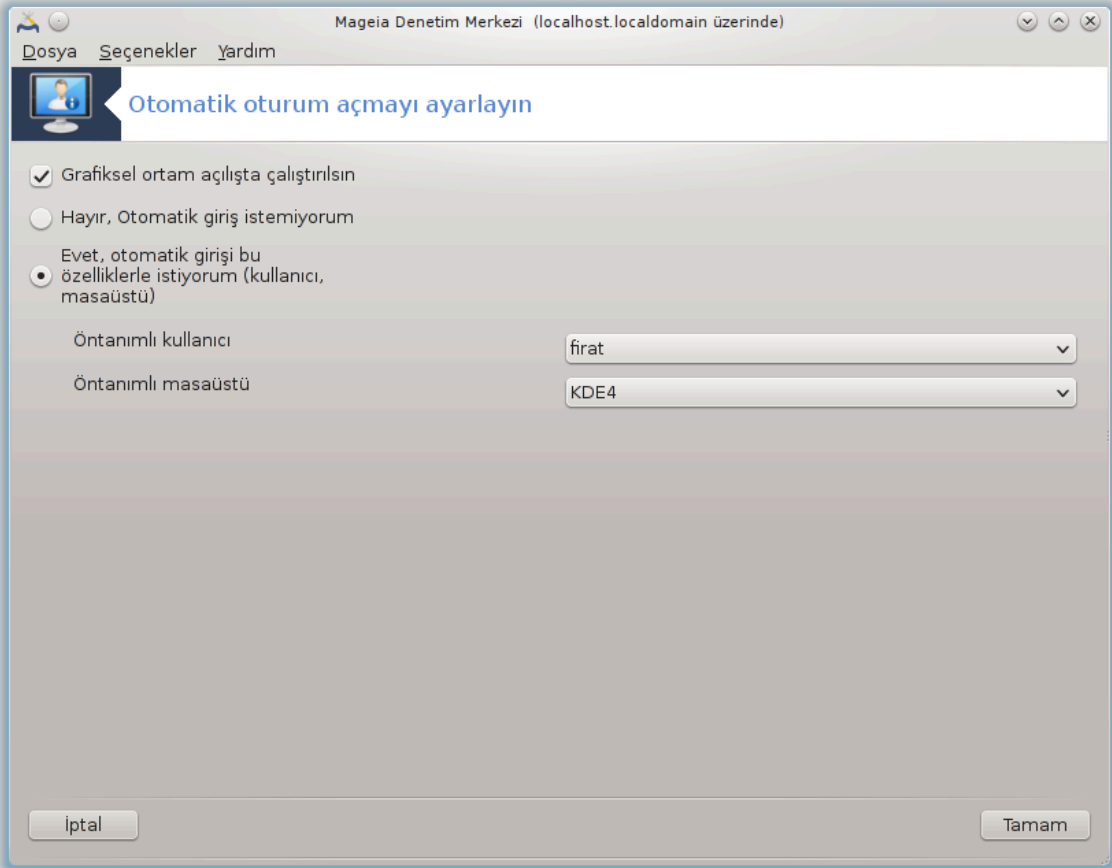 Mageia Denetim Merkezi (localhost.localdomain üzerinde)
Dosya Seçenekler Yardım
Otomatik oturum açmayı ayarlayın
Grafiksel ortam açılışta çalıştırılsın
Hayır, Otomatik giriş istemiyorum
Evet, otomatik girişi bu
özelliklerle istiyorum (kullanıcı,
masaüstü)
Öntanımlı kullanıcı
firat
Öntanımlı masaüstü
KDE4
İptal
Tamam